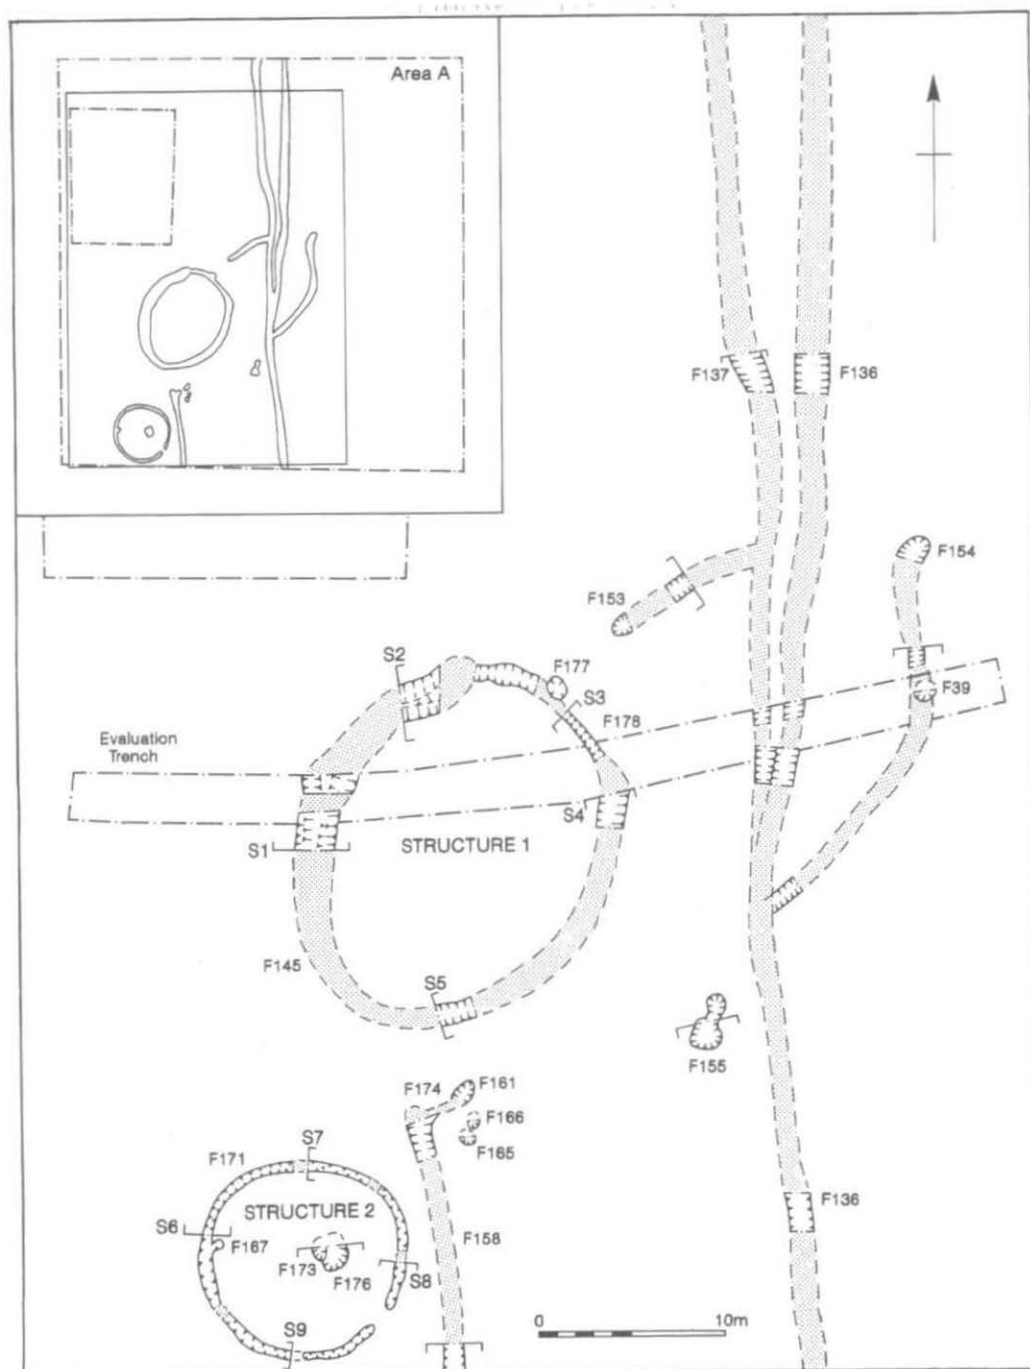 Area A
F137
F136
F154
F153
S2
F177
S3
F178
F39
Evaluation
Trench
S4
S1
STRUCTURE 1
F145
S5
F155
F174
F161
F166
F165
S7
F171
STRUCTURE 2
S6
F167
F173
F176
S8
F158
F136
S9
0
10m